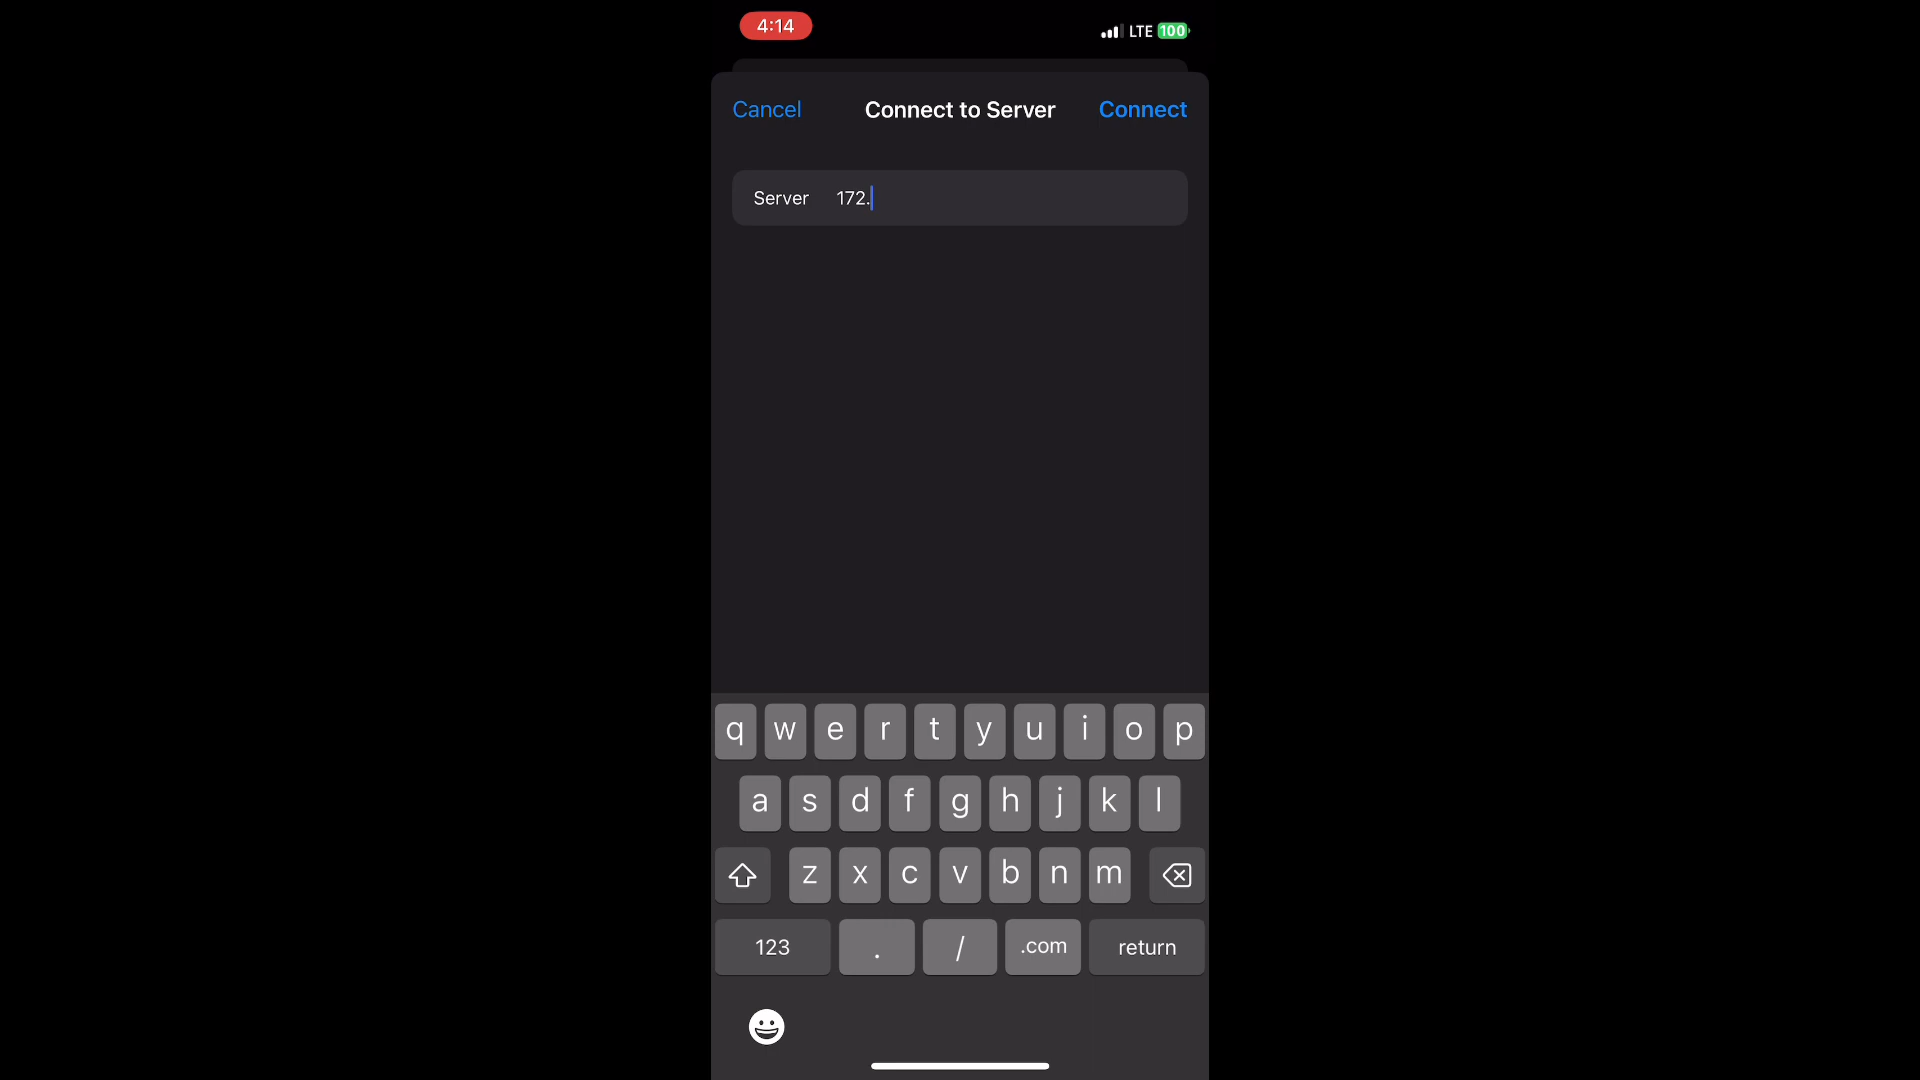 4:14 LTE 100
Cancel Connect to Server Connect
Server 172.
q w e r t y u i o p
a s d f g h j k l
z x c v b n m
123 . / .com return